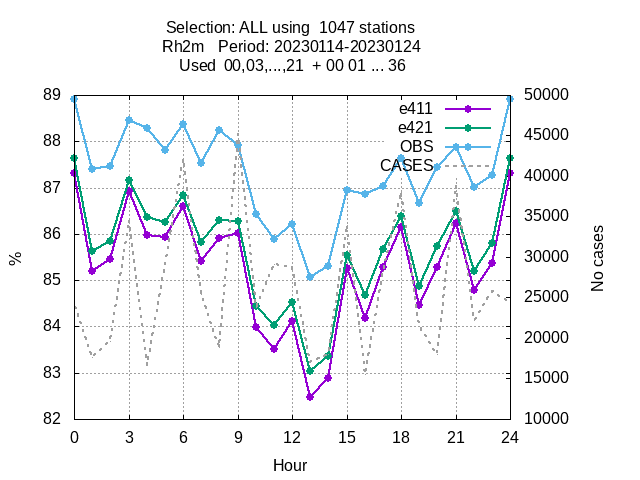 Selection: ALL using  1047 stations
Rh2m   Period: 20230114-20230124
Used  00,03,...,21  + 00 01 ... 36
89 50000
e411
e421
OBS
CASES
88 45000
87 40000
35000
86
85 30000
84 25000
20000
83 15000
82 10000
%
No cases
0 3 6 9 12 15 18 21 24
Hour